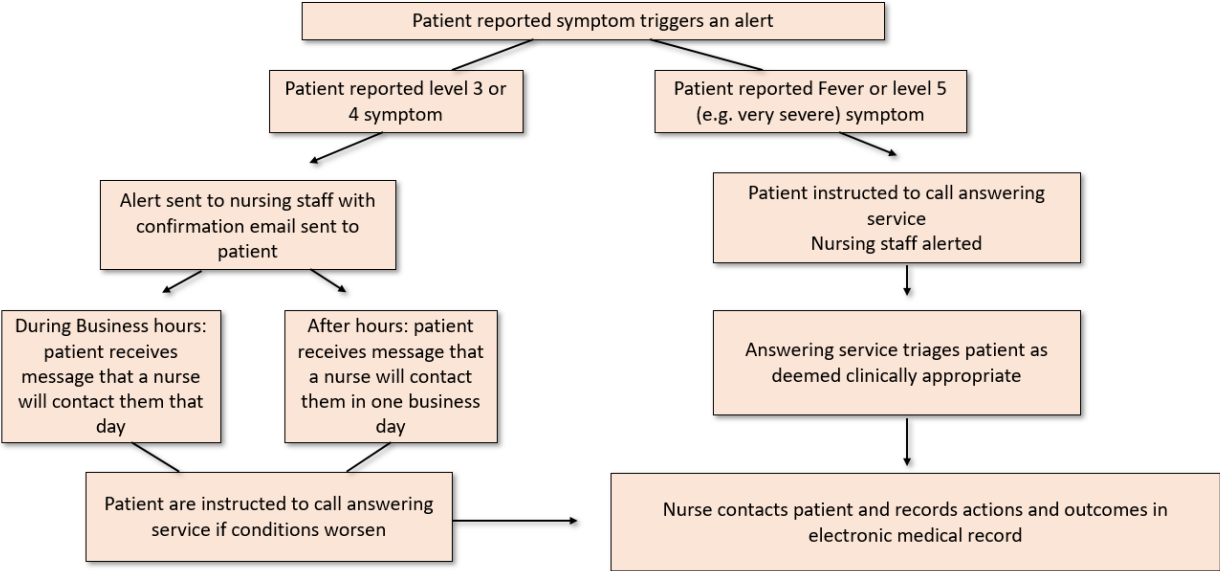 Patient reported symptom triggers an alert
Patient reported level 3 or
4 symptom
Patient reported Fever or level 5
(e.g. very severe) symptom
Alert sent to nursing staff with
confirmation email sent to
patient
Patient instructed to call answering
service
Nursing staff alerted
During Business hours:
patient receives
message that a nurse
will contact them that
day
After hours: patient
receives message that
a nurse will contact
them in one business
day
Answering service triages patient as
deemed clinically appropriate
Patient are instructed to call answering
service if conditions worsen
Nurse contacts patient and records actions and outcomes in
electronic medical record